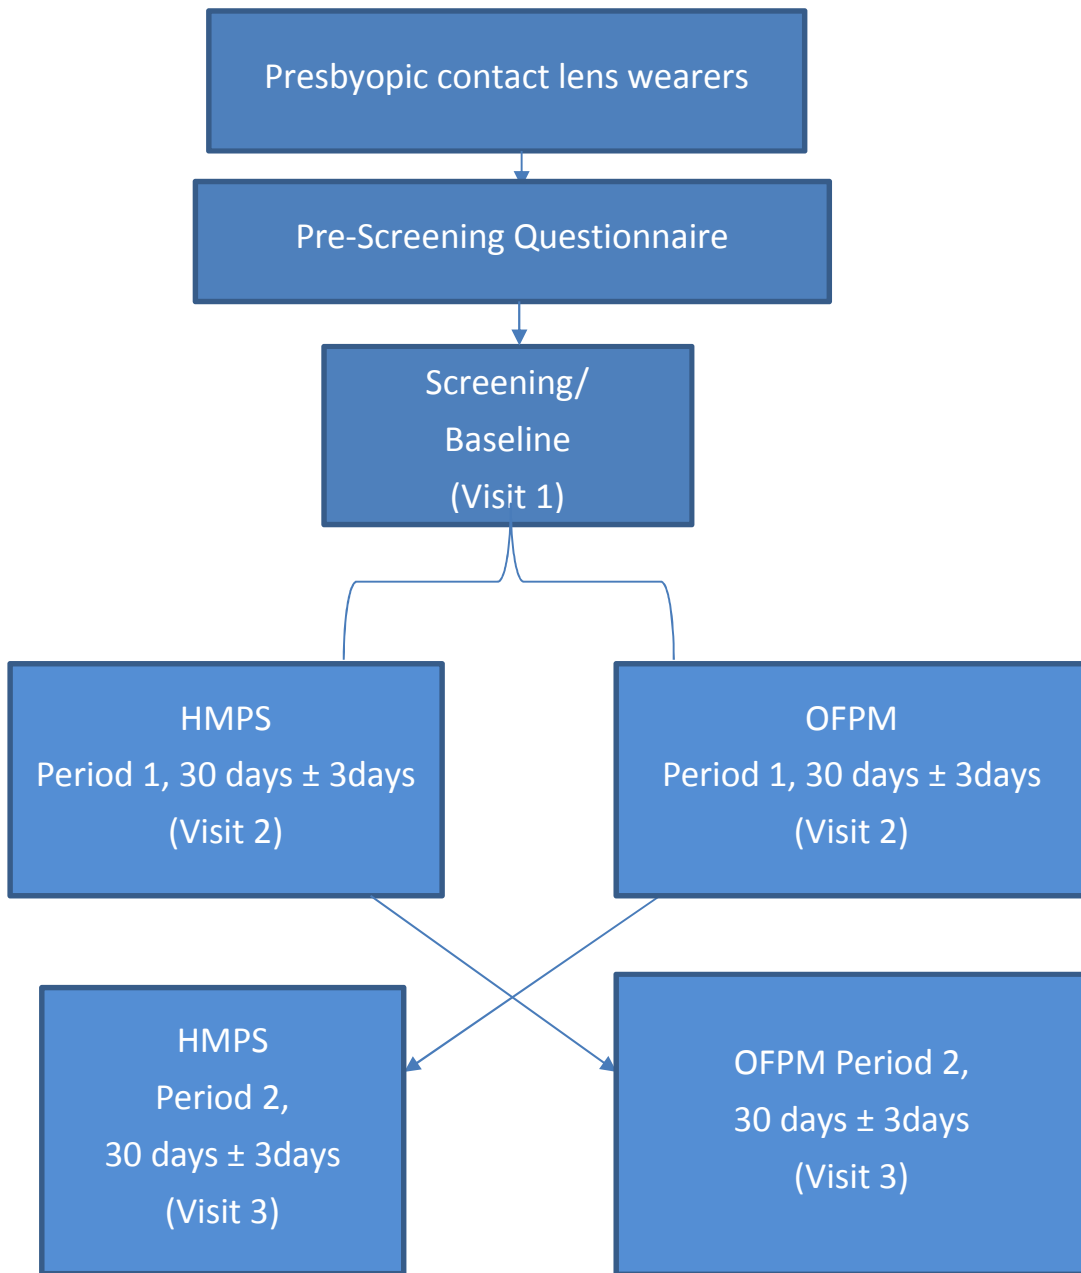 Presbyopic contact lens wearers
Pre-Screening Questionnaire
Screening/
Baseline
(Visit 1)
HMPS
Period 1, 30 days ± 3days
(Visit 2)
OFPM
Period 1, 30 days ± 3days
(Visit 2)
HMPS
Period 2,
30 days ± 3days
(Visit 3)
OFPM Period 2,
30 days ± 3days
(Visit 3)